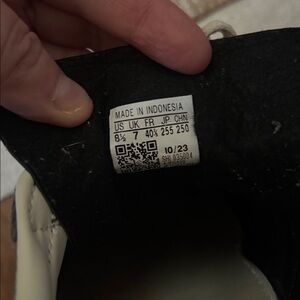 MADE IN INDONESIA
US UK FR JP CHN
8½ 7 40⅔ 255 250
10/23